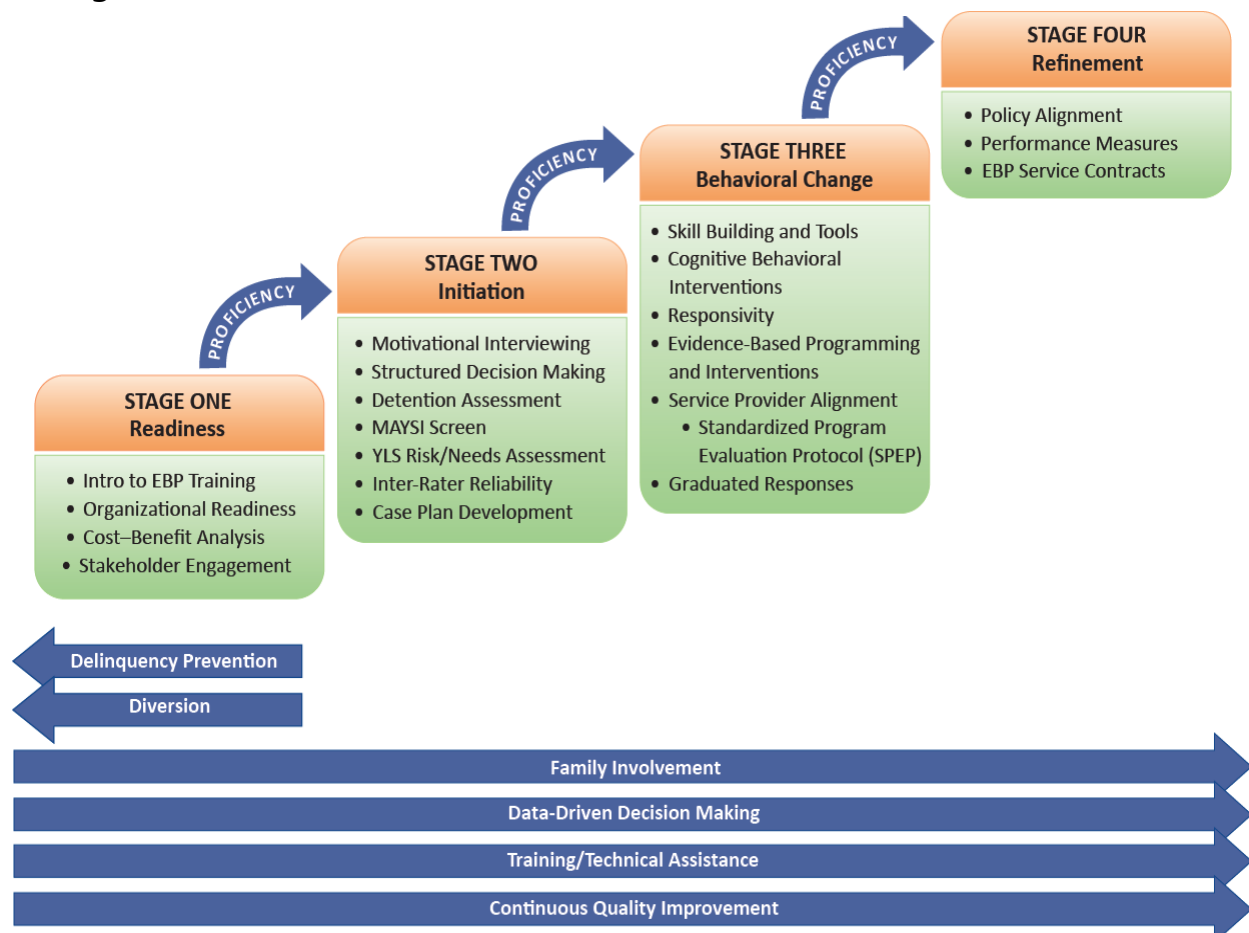 STAGE ONE
Readiness
• Intro to EBP Training
• Organizational Readiness
• Cost–Benefit Analysis
• Stakeholder Engagement
PROFICIENCY
STAGE TWO
Initiation
• Motivational Interviewing
• Structured Decision Making
• Detention Assessment
• MAYSI Screen
• YLS Risk/Needs Assessment
• Inter-Rater Reliability
• Case Plan Development
PROFICIENCY
STAGE THREE
Behavioral Change
• Skill Building and Tools
• Cognitive Behavioral
Interventions
• Responsivity
• Evidence-Based Programming
and Interventions
• Service Provider Alignment
• Standardized Program
Evaluation Protocol (SPEP)
• Graduated Responses
PROFICIENCY
STAGE FOUR
Refinement
• Policy Alignment
• Performance Measures
• EBP Service Contracts
Delinquency Prevention
Diversion
Family Involvement
Data-Driven Decision Making
Training/Technical Assistance
Continuous Quality Improvement